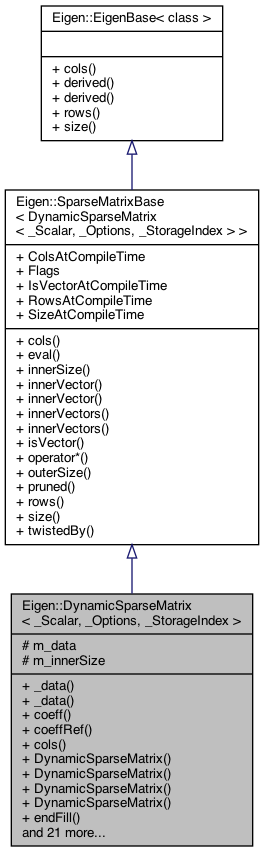 Eigen::EigenBase< class >
+ cols()
+ derived()
+ derived()
+ rows()
+ size()
Eigen::SparseMatrixBase
< DynamicSparseMatrix
< _Scalar, _Options, _StorageIndex > >
+ ColsAtCompileTime
+ Flags
+ IsVectorAtCompileTime
+ RowsAtCompileTime
+ SizeAtCompileTime
+ cols()
+ eval()
+ innerSize()
+ innerVector()
+ innerVector()
+ innerVectors()
+ innerVectors()
+ isVector()
+ operator*()
+ outerSize()
+ pruned()
+ rows()
+ size()
+ twistedBy()
Eigen::DynamicSparseMatrix
< _Scalar, _Options, _StorageIndex >
# m_data
# m_innerSize
+ _data()
+ _data()
+ coeff()
+ coeffRef()
+ cols()
+ DynamicSparseMatrix()
+ DynamicSparseMatrix()
+ DynamicSparseMatrix()
+ DynamicSparseMatrix()
+ endFill()
and 21 more...